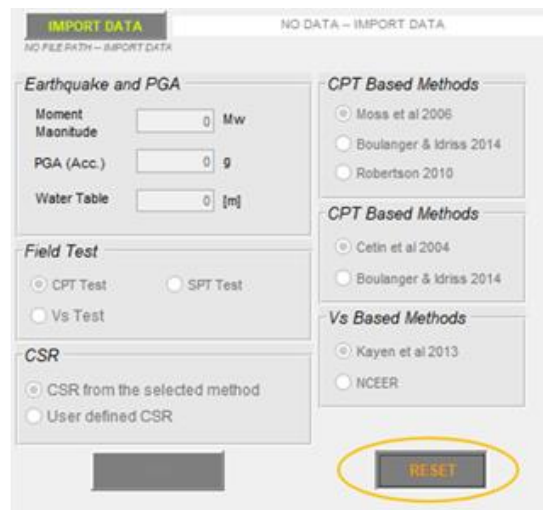 IMPORT DATA
NO DATA – IMPORT DATA
NO FILE PATH – IMPORT DATA
Earthquake and PGA
Moment
Maonitude
0 Mw
PGA (Acc.)
0 g
Water Table
0 [m]
Field Test
CPT Test
SPT Test
Vs Test
CSR
CSR from the selected method
User defined CSR
CPT Based Methods
Moss et al 2006
Boulanger & Idriss 2014
Robertson 2010
CPT Based Methods
Cetin et al 2004
Boulanger & Idriss 2014
Vs Based Methods
Kayen et al 2013
NCEER
RESET